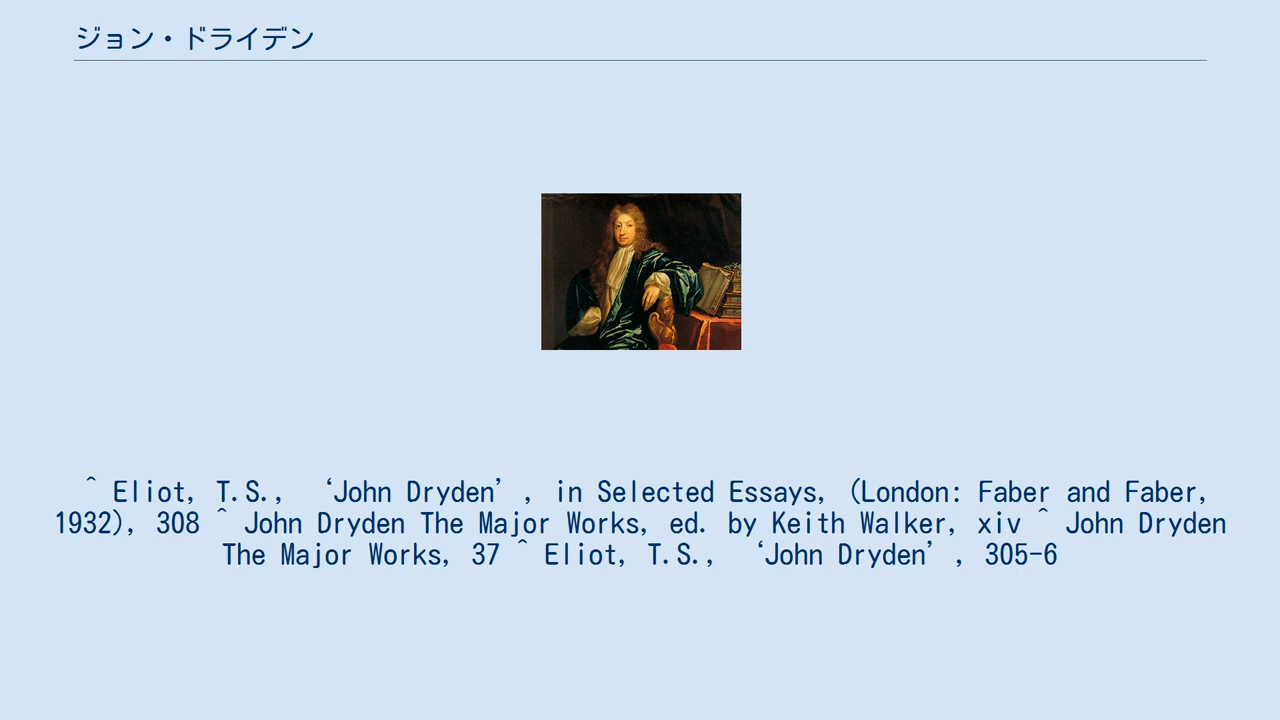 ジョン・ドライデン
^ Eliot, T.S., ‘John Dryden’, in Selected Essays, (London: Faber and Faber,
1932), 308 ^ John Dryden The Major Works, ed. by Keith Walker, xiv ^ John Dryden
The Major Works, 37 ^ Eliot, T.S., ‘John Dryden’, 305-6